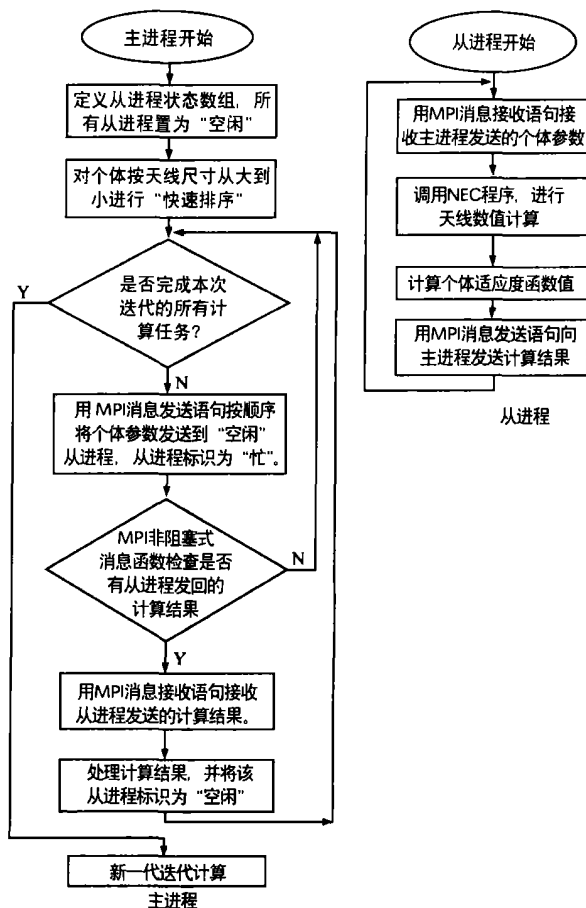 主进程开始
定义从进程状态数组，所
有从进程置为“空闲”
对个体按天线尺寸从大到
小进行“快速排序”
是否完成本次
迭代的所有计
算任务？
Y
N
用 MPI消息发送语句按顺序
将个体参数发送到“空闲”
从进程，从进程标识为“忙”。
MPI非阻塞式
消息函数检查是否
有从进程发回的
计算结果
N
Y
用MPI消息接收语句接收
从进程发送的计算结果。
处理计算结果，并将该
从进程标识为“空闲”
新一代迭代计算
主进程
从进程开始
用MPI消息接收语句接
收主进程发送的个体参数
调用NEC程序，进行
天线数值计算
计算个体适应度函数值
用MPI消息发送语句向
主进程发送计算结果
从进程